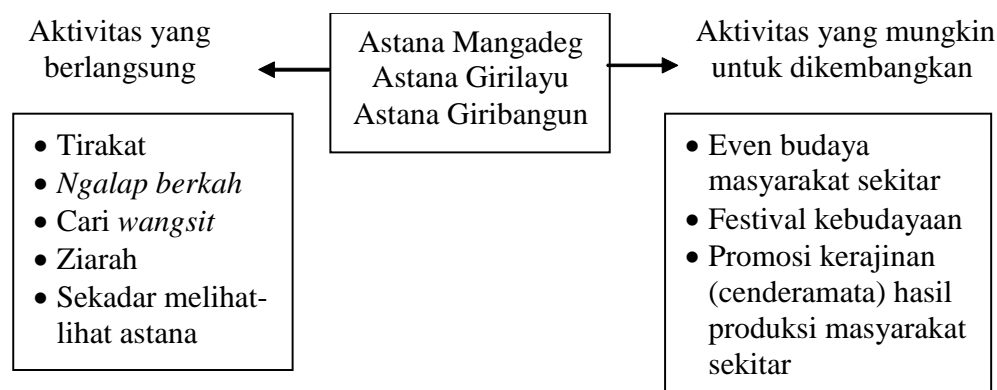 Aktivitas yang
berlangsung
Astana Mangadeg
Astana Girilayu
Astana Giribangun
Aktivitas yang mungkin
untuk dikembangkan
• Tirakat
• Ngalap berkah
• Cari wangsit
• Ziarah
• Sekadar melihat-
lihat astana
• Even budaya
masyarakat sekitar
• Festival kebudayaan
• Promosi kerajinan
(cenderamata) hasil
produksi masyarakat
sekitar